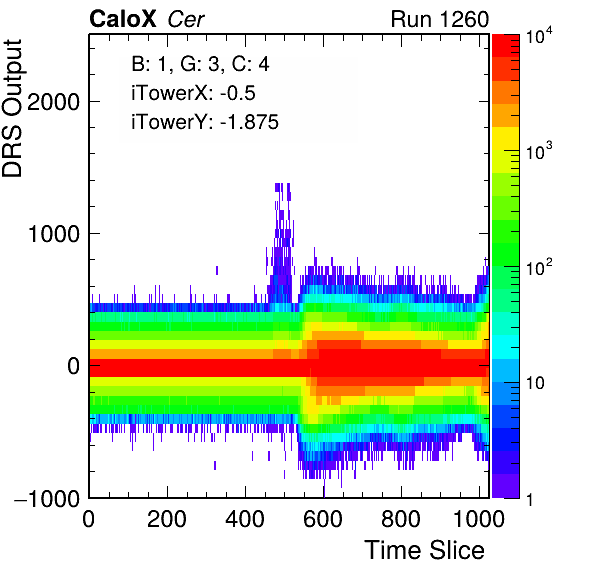 CaloX Cer Run 1260
B: 1, G: 3, C: 4
iTowerX: -0.5
iTowerY: -1.875
DRS Output
2000
1000
0
−1000
0 200 400 600 800 1000
Time Slice
10^4
10^3
10^2
10
1